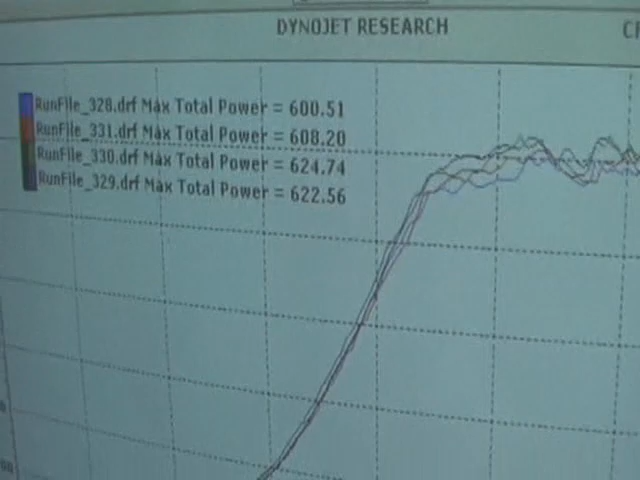 DYNOJET RESEARCH
RunFile_328.drf Max Total Power = 600.51
RunFile_331.drf Max Total Power = 608.20
RunFile_330.drf Max Total Power = 624.74
RunFile_329.drf Max Total Power = 622.56